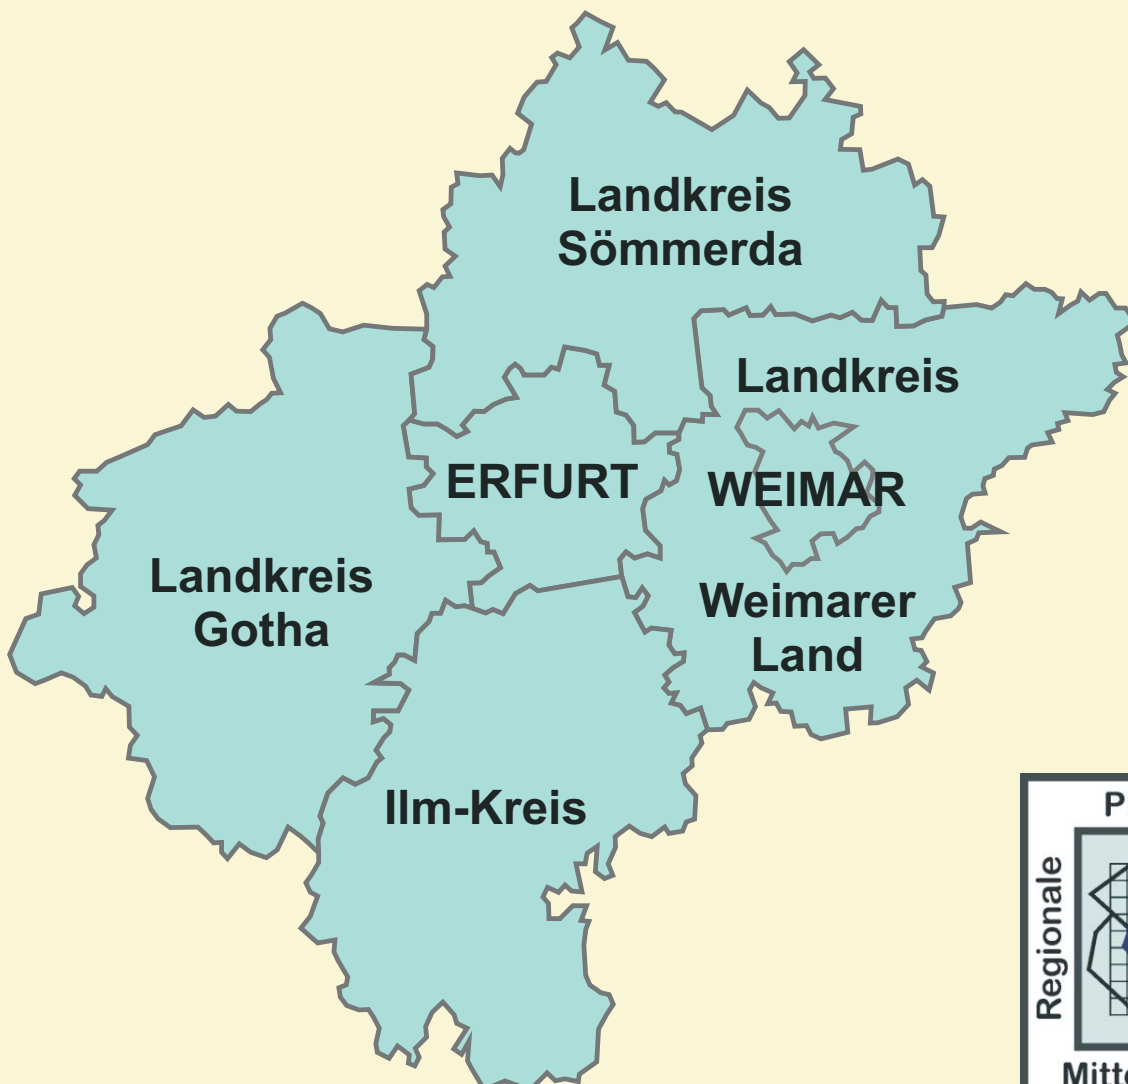 Landkreis
Sömmerda
Landkreis
ERFURT
WEIMAR
Landkreis
Gotha
Weimarer
Land
Ilm-Kreis
Regionale